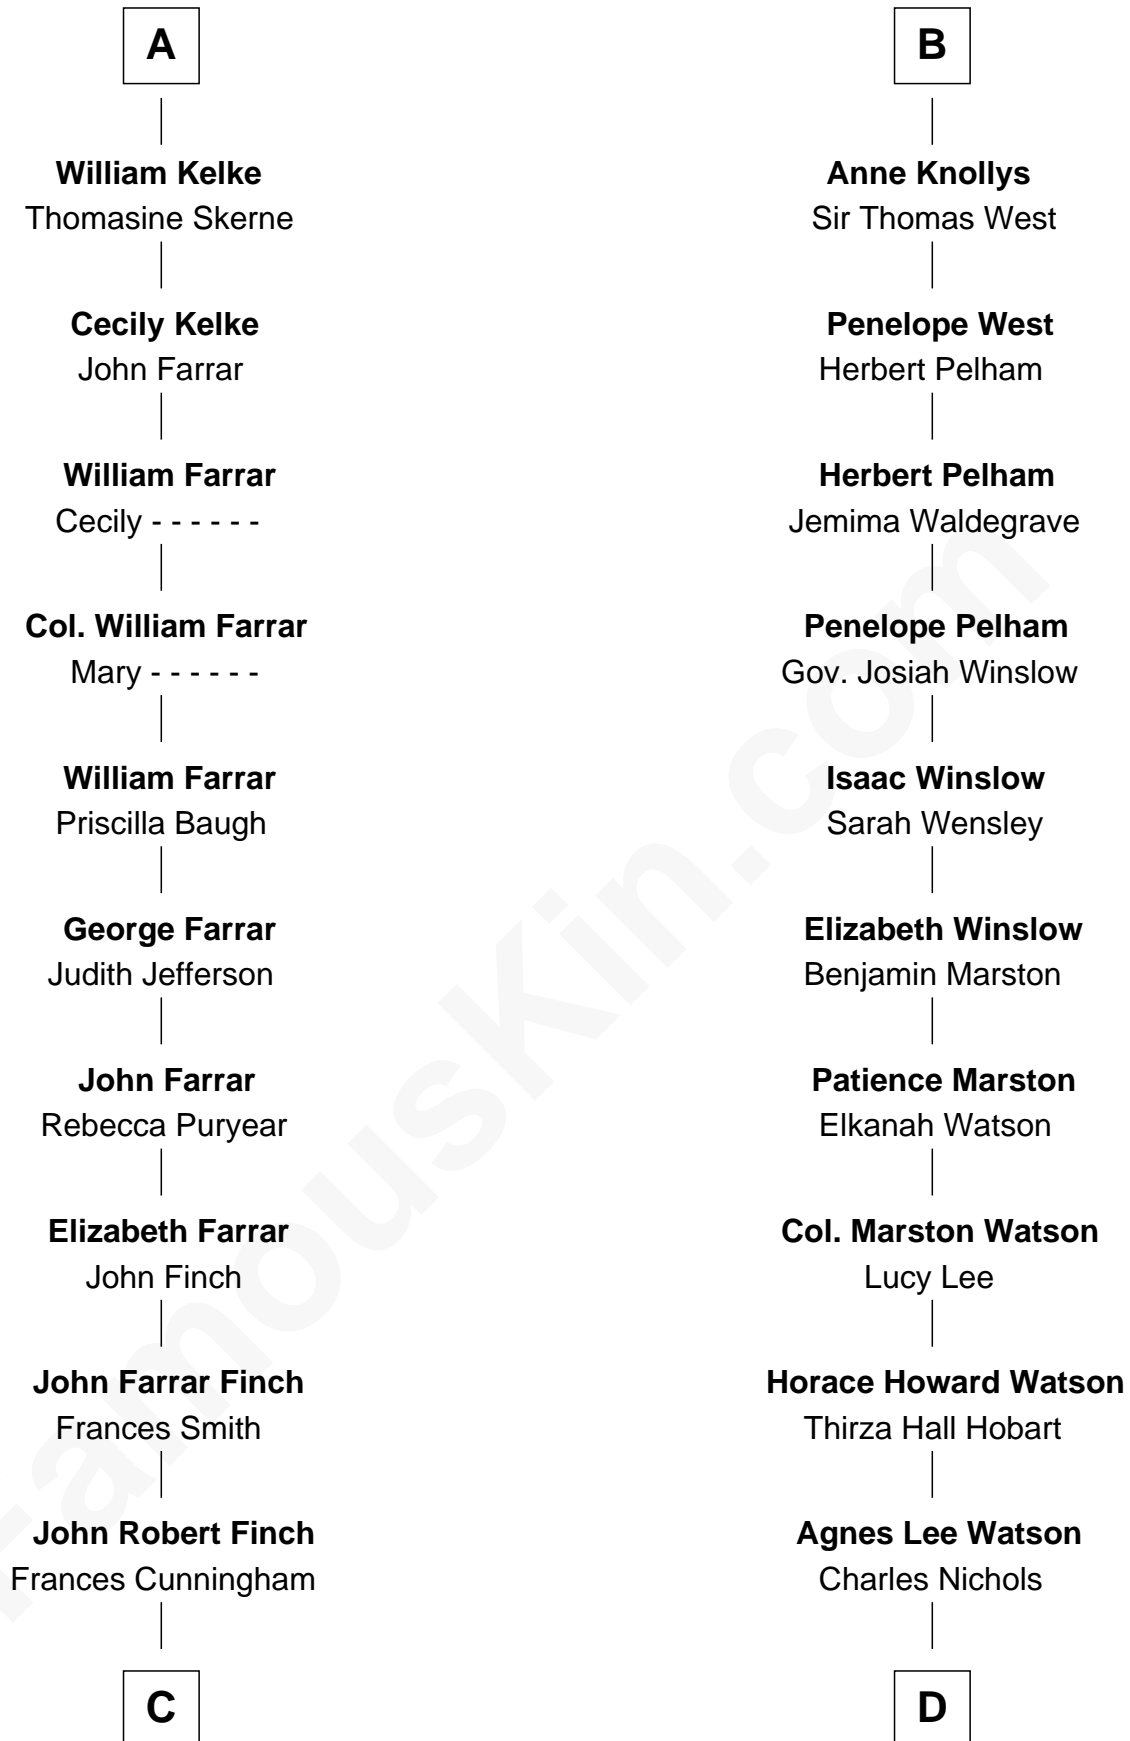 A
William Kelke
Thomasine Skerne
Cecily Kelke
John Farrar
William Farrar
Cecily - - - - - -
Col. William Farrar
Mary - - - - - -
William Farrar
Priscilla Baugh
George Farrar
Judith Jefferson
John Farrar
Rebecca Puryear
Elizabeth Farrar
John Finch
John Farrar Finch
Frances Smith
John Robert Finch
Frances Cunningham
C
B
Anne Knollys
Sir Thomas West
Penelope West
Herbert Pelham
Herbert Pelham
Jemima Waldegrave
Penelope Pelham
Gov. Josiah Winslow
Isaac Winslow
Sarah Wensley
Elizabeth Winslow
Benjamin Marston
Patience Marston
Elkanah Watson
Col. Marston Watson
Lucy Lee
Horace Howard Watson
Thirza Hall Hobart
Agnes Lee Watson
Charles Nichols
D
FamousKin.com